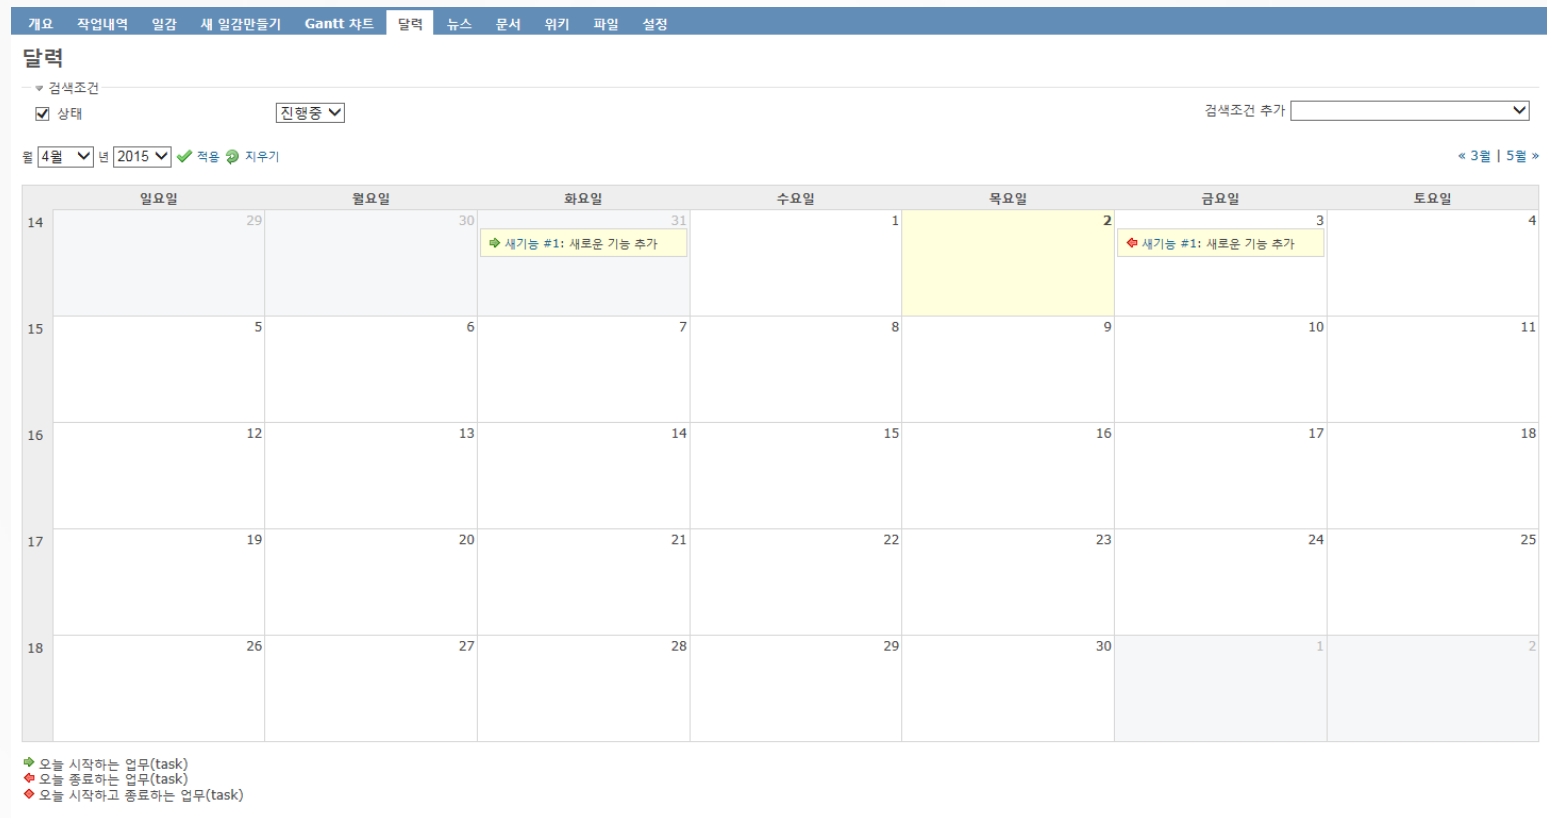 개요 작업내역 일감 새 일감만들기 Gantt 차트 달력 뉴스 문서 위키 파일 설정
달력
검색조건
상태 진행중 검색조건 추가
월 4월 년 2015 적용 지우기 « 3월 | 5월 »
일요일 월요일 화요일 수요일 목요일 금요일 토요일
14 29 30 31 1 2 3 4
새기능 #1: 새로운 기능 추가 새기능 #1: 새로운 기능 추가
15 5 6 7 8 9 10 11
16 12 13 14 15 16 17 18
17 19 20 21 22 23 24 25
18 26 27 28 29 30 1 2
오늘 시작하는 업무(task)
오늘 종료하는 업무(task)
오늘 시작하고 종료하는 업무(task)